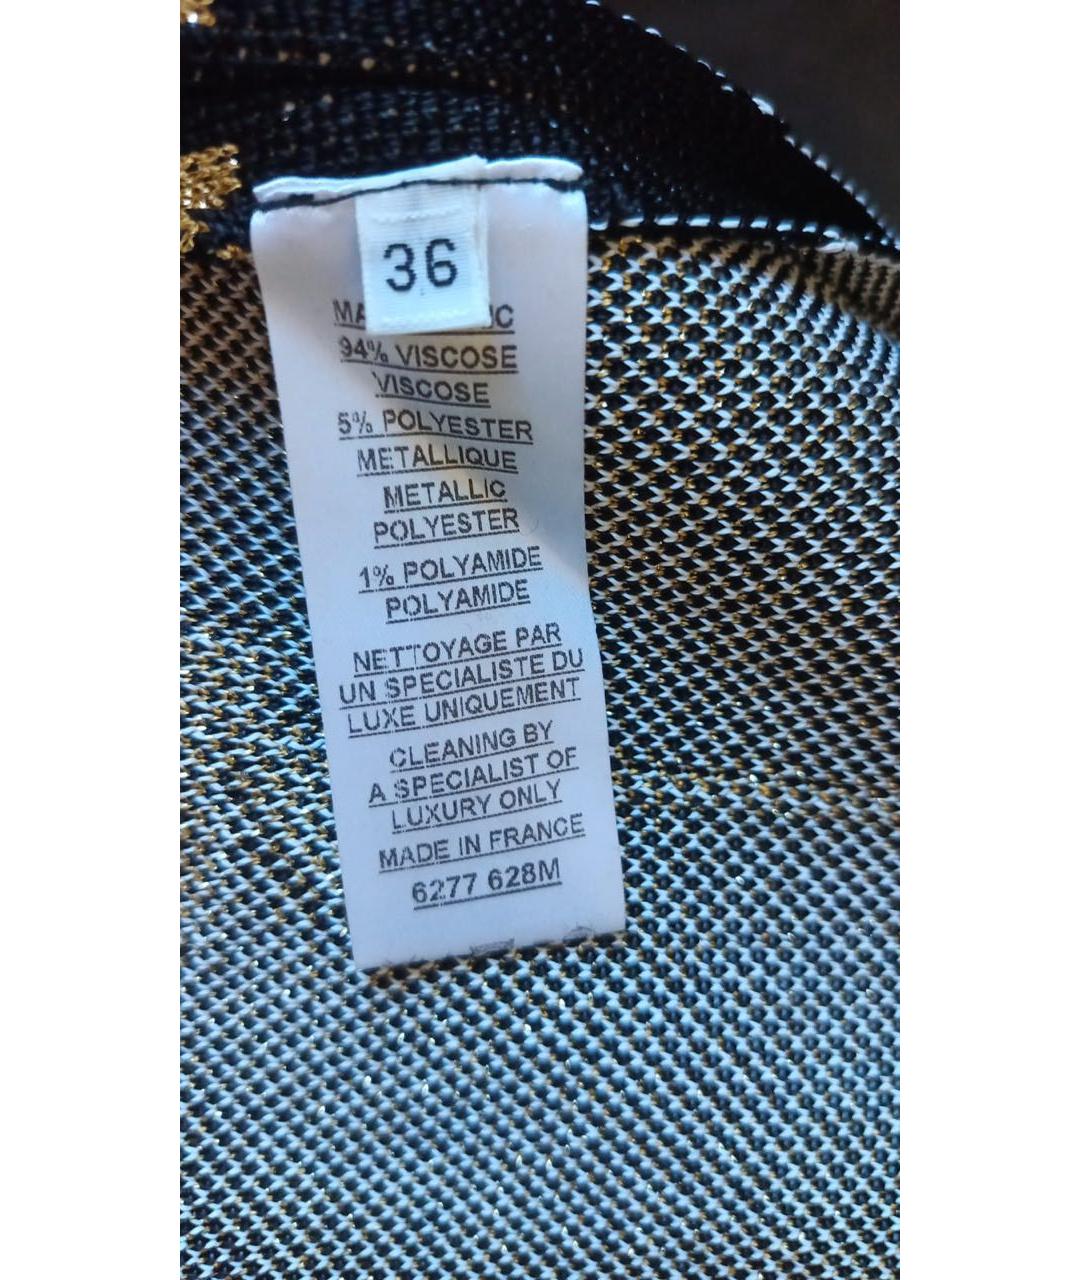 36
94% VISCOSE
VISCOSE
5% POLYESTER
METALLIQUE
METALLIC
POLYESTER
1% POLYAMIDE
POLYAMIDE
NETTOYAGE PAR
UN SPECIALISTE DU
LUXE UNIQUEMENT
CLEANING BY
A SPECIALIST OF
LUXURY ONLY
MADE IN FRANCE
6277 628M